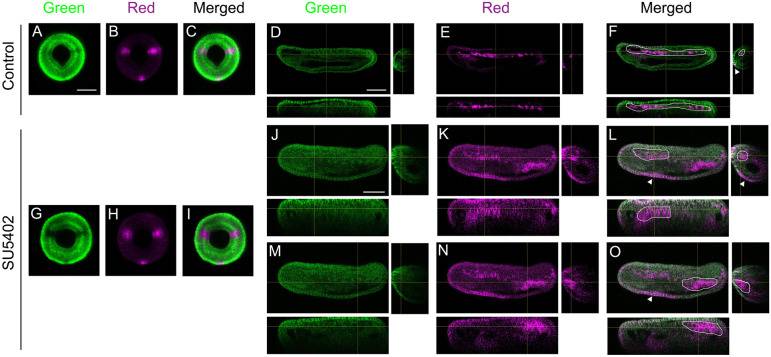 Green Red Merged Green Red Merged
Control
A B C D E F
J K L
SU5402
G H I
M N O